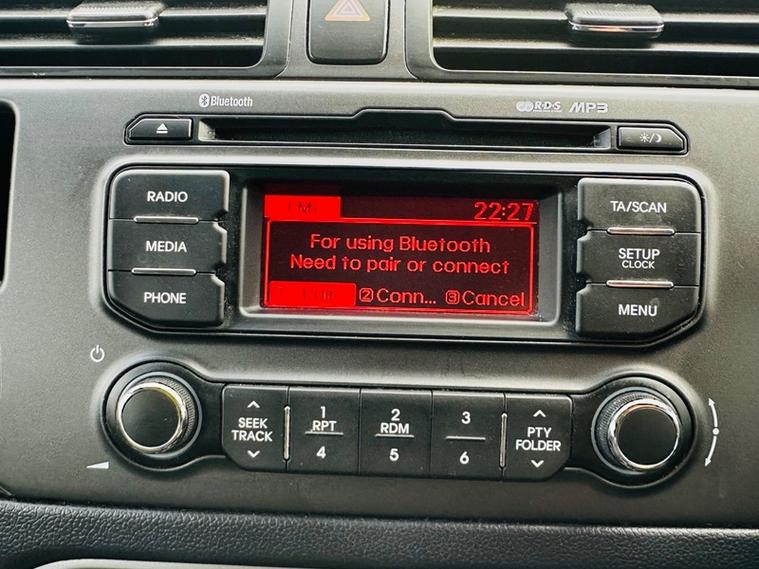 Bluetooth
R·D·S MP3
RADIO
MEDIA
PHONE
22:27
For using Bluetooth
Need to pair or connect
2 Conn... 3 Cancel
TA/SCAN
SETUP
CLOCK
MENU
SEEK
TRACK
1
RPT
4
2
RDM
5
3
6
PTY
FOLDER